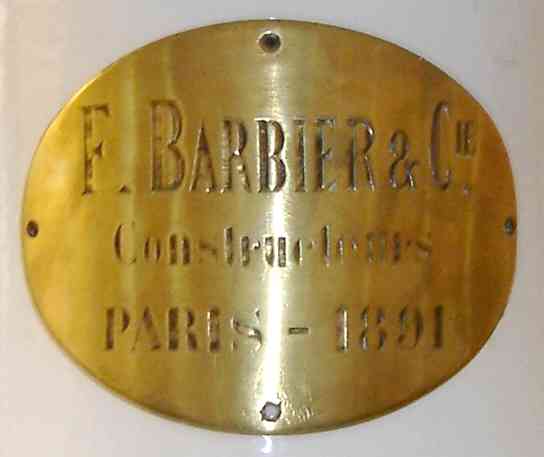 F. BARBIER & CIE.
Constructeurs
PARIS - 1891